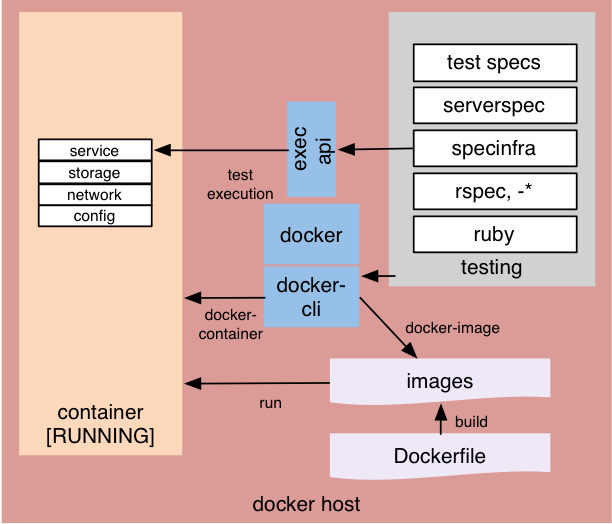 test specs
serverspec
specinfra
rspec, -*
ruby
testing
exec
api
service
storage
network
config
test
execution
docker
docker-
cli
docker-
container
docker-image
images
run
build
Dockerfile
container
[RUNNING]
docker host